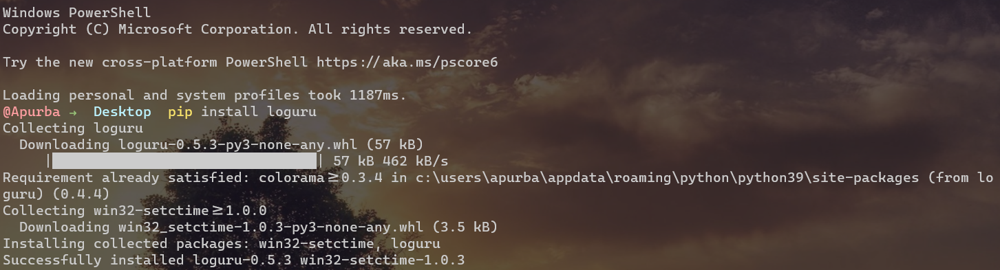 Windows PowerShell
Copyright (C) Microsoft Corporation. All rights reserved.
Try the new cross-platform PowerShell https://aka.ms/pscore6
Loading personal and system profiles took 1187ms.
@Apurba → Desktop pip install loguru
Collecting loguru
  Downloading loguru-0.5.3-py3-none-any.whl (57 kB)
     |████████████████████████████████| 57 kB 462 kB/s
Requirement already satisfied: colorama≥0.3.4 in c:\users\apurba\appdata\roaming\python\python39\site-packages (from lo
guru) (0.4.4)
Collecting win32-setctime≥1.0.0
  Downloading win32_setctime-1.0.3-py3-none-any.whl (3.5 kB)
Installing collected packages: win32-setctime, loguru
Successfully installed loguru-0.5.3 win32-setctime-1.0.3